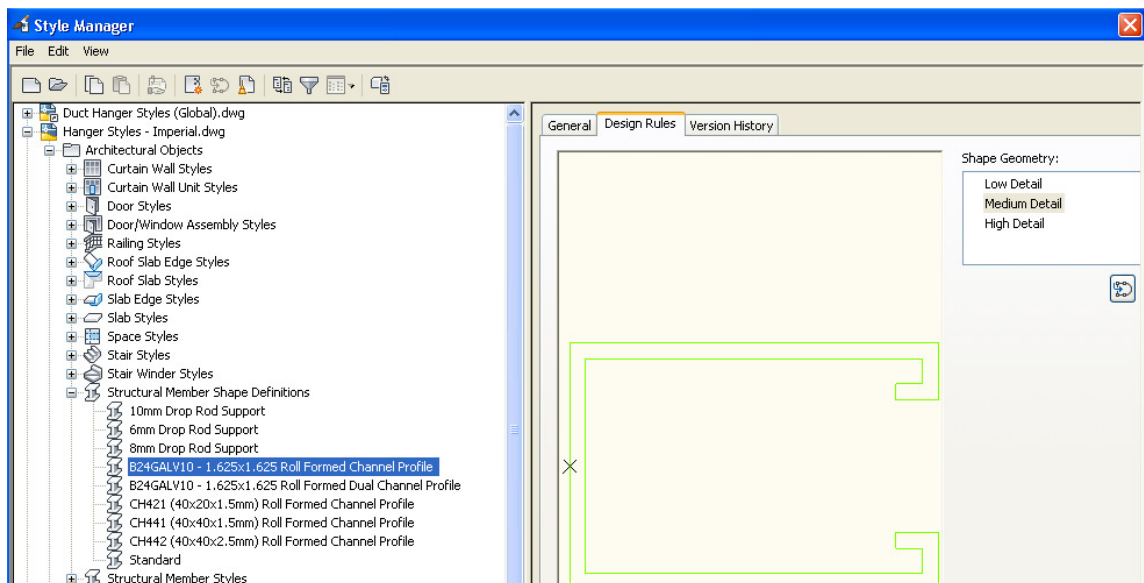 Style Manager
File Edit View
Duct Hanger Styles (Global).dwg
Hanger Styles - Imperial.dwg
Architectural Objects
Curtain Wall Styles
Curtain Wall Unit Styles
Door Styles
Door/Window Assembly Styles
Railing Styles
Roof Slab Edge Styles
Roof Slab Styles
Slab Edge Styles
Slab Styles
Space Styles
Stair Styles
Stair Winder Styles
Structural Member Shape Definitions
10mm Drop Rod Support
6mm Drop Rod Support
8mm Drop Rod Support
B24GALV10 - 1.625x1.625 Roll Formed Channel Profile
B24GALV10 - 1.625x1.625 Roll Formed Dual Channel Profile
CH421 (40x20x1.5mm) Roll Formed Channel Profile
CH441 (40x40x1.5mm) Roll Formed Channel Profile
CH442 (40x40x2.5mm) Roll Formed Channel Profile
Standard
Structural Member Styles
General Design Rules Version History
Shape Geometry:
Low Detail
Medium Detail
High Detail